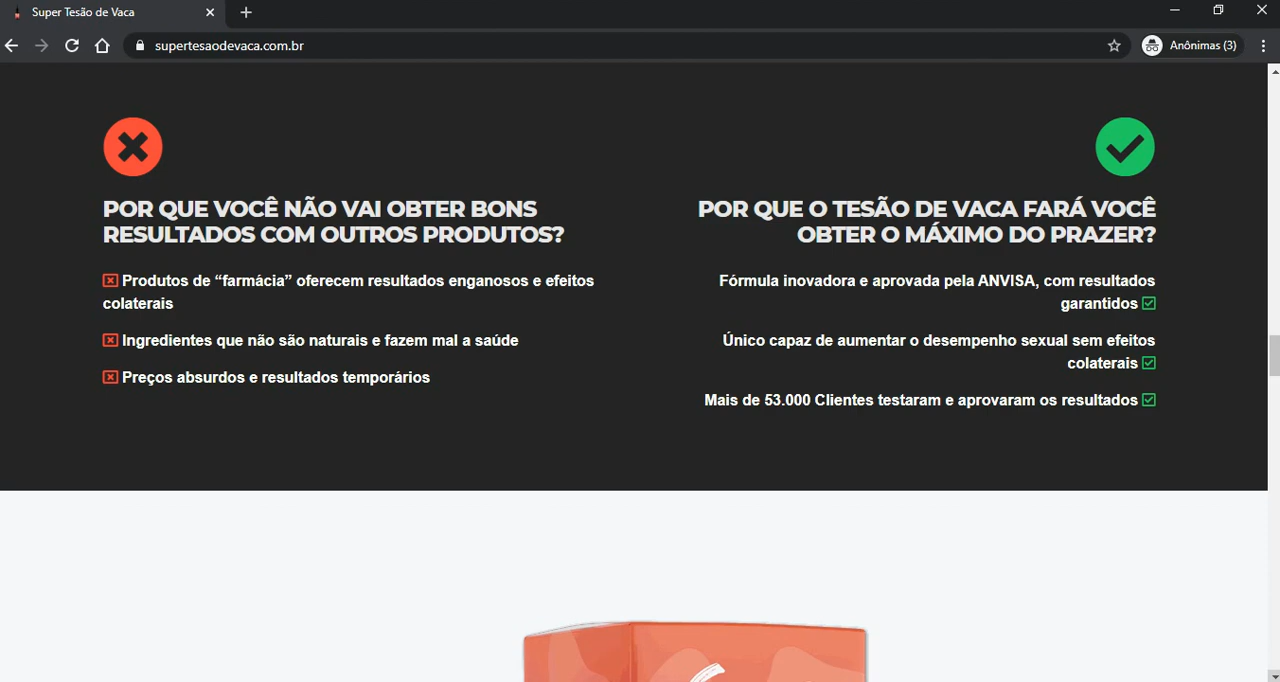 Super Tesão de Vaca
supertesaodevaca.com.br
Anônimas (3)
POR QUE VOCÊ NÃO VAI OBTER BONS
RESULTADOS COM OUTROS PRODUTOS?
Produtos de “farmácia” oferecem resultados enganosos e efeitos
colaterais
Ingredientes que não são naturais e fazem mal a saúde
Preços absurdos e resultados temporários
POR QUE O TESÃO DE VACA FARÁ VOCÊ
OBTER O MÁXIMO DO PRAZER?
Fórmula inovadora e aprovada pela ANVISA, com resultados
garantidos
Único capaz de aumentar o desempenho sexual sem efeitos
colaterais
Mais de 53.000 Clientes testaram e aprovaram os resultados